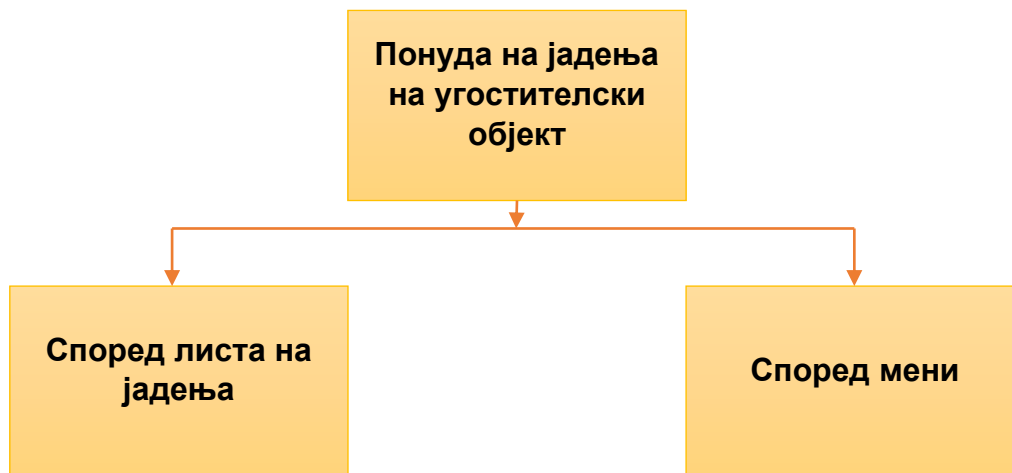 Понуда на јадења
на угостителски
објект
Според листа на
јадења
Според мени